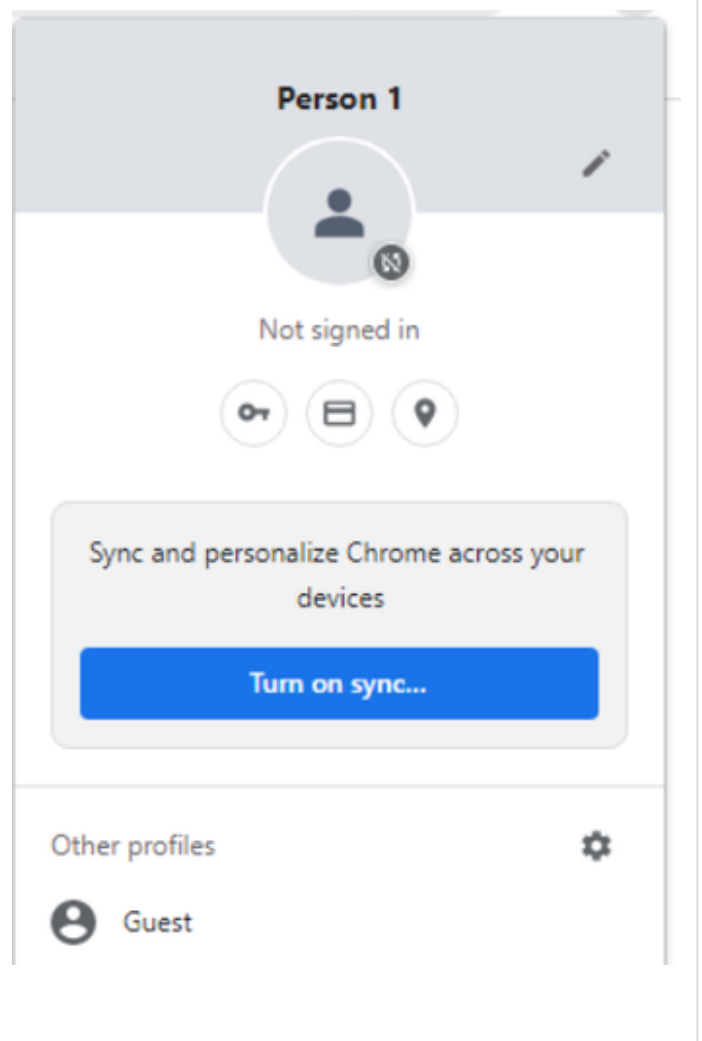 Person 1
Not signed in
Sync and personalize Chrome across your
devices
Turn on sync...
Other profiles
Guest